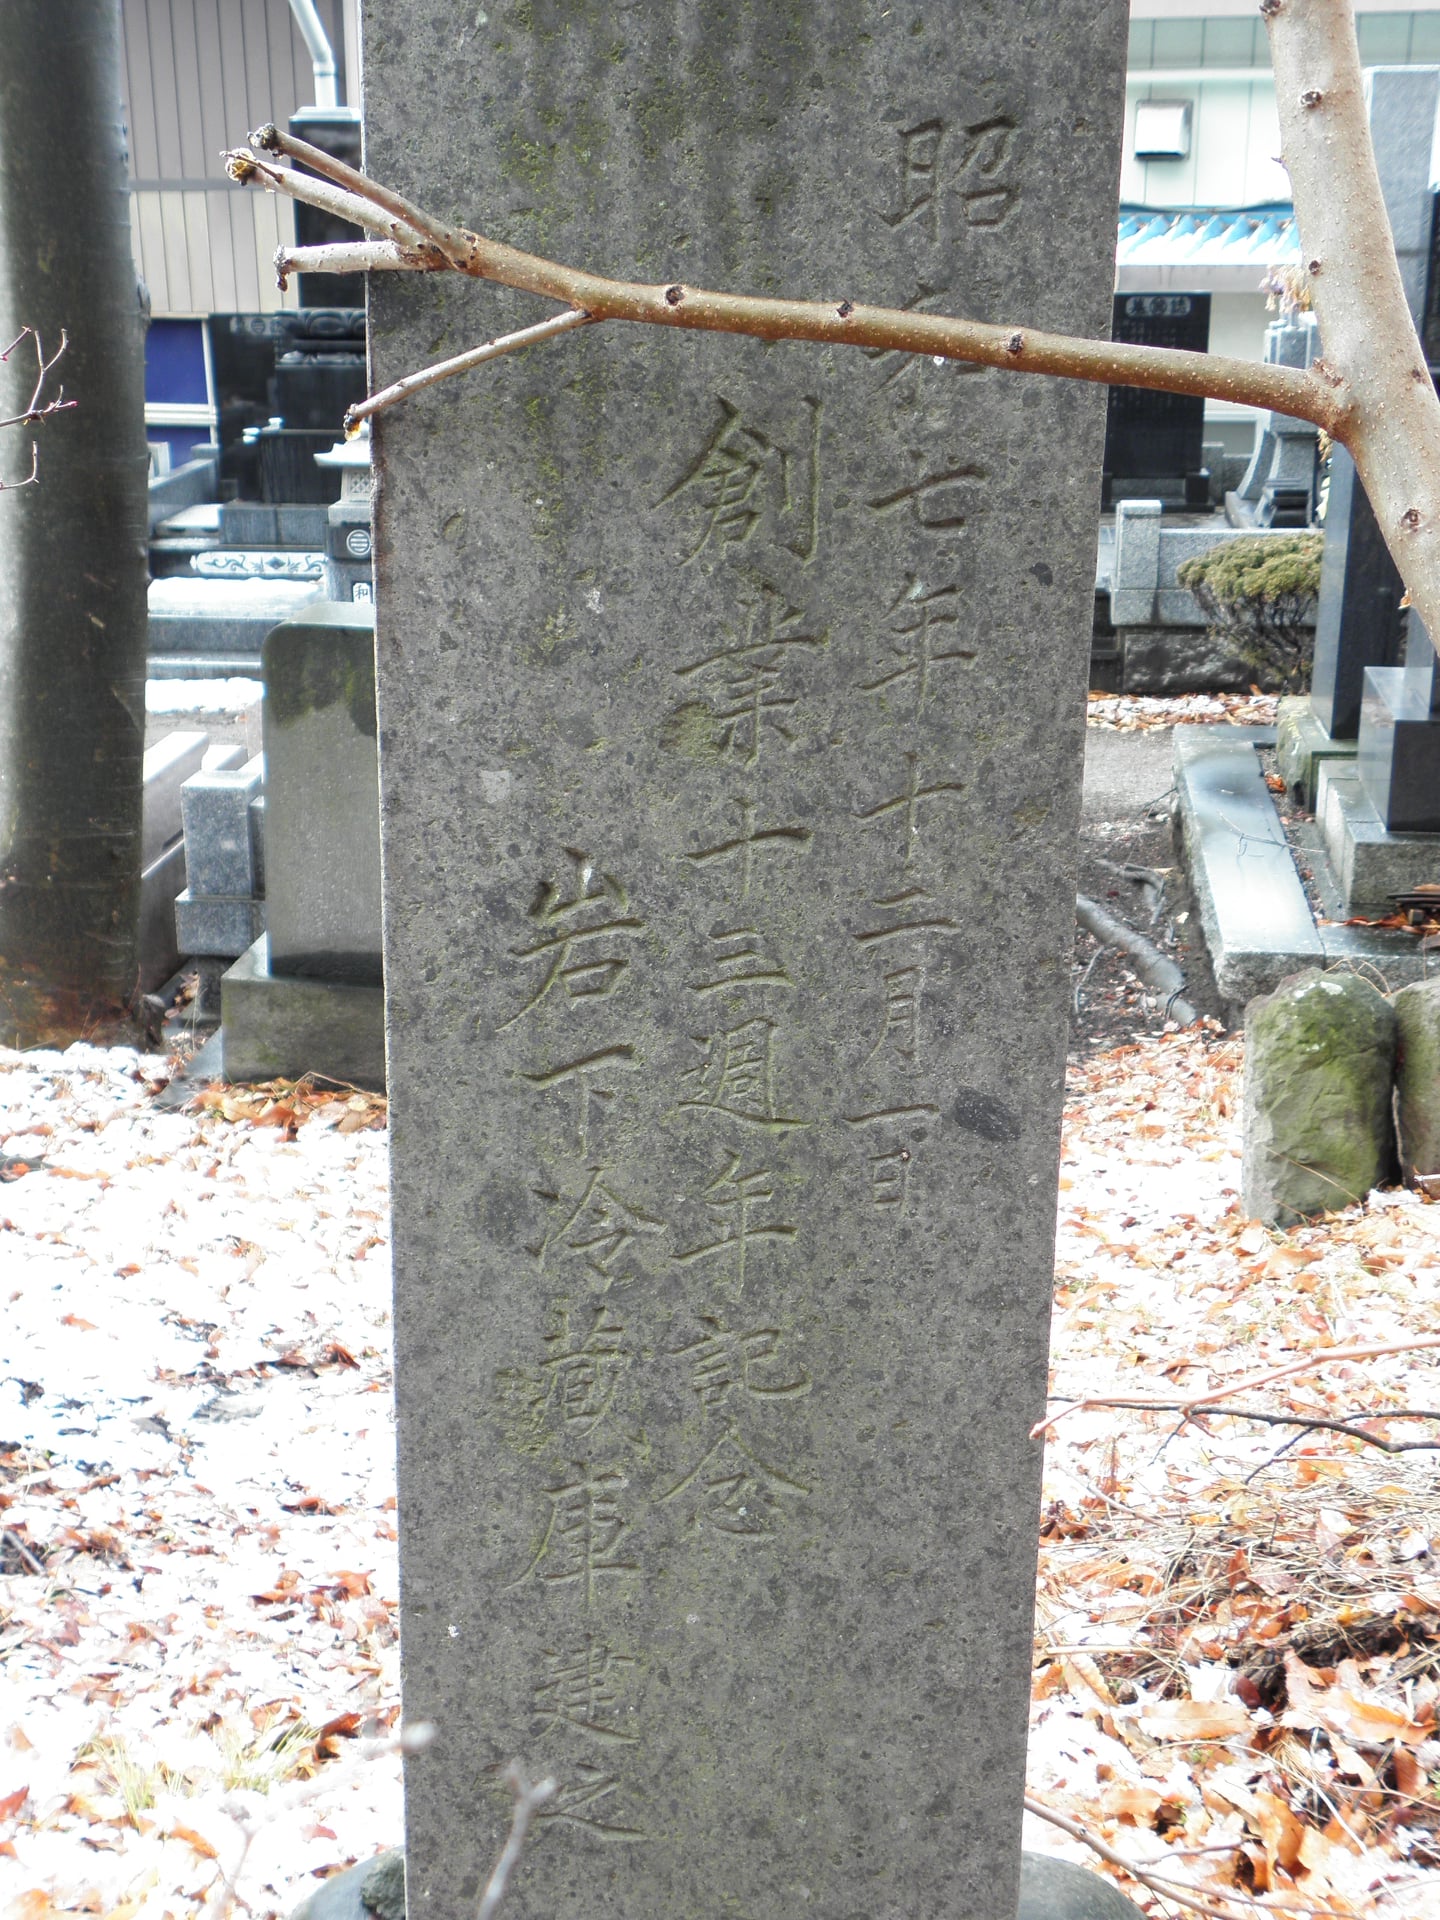 昭和七年十二月一日
創業十三週年記念
岩下冷蔵庫建之